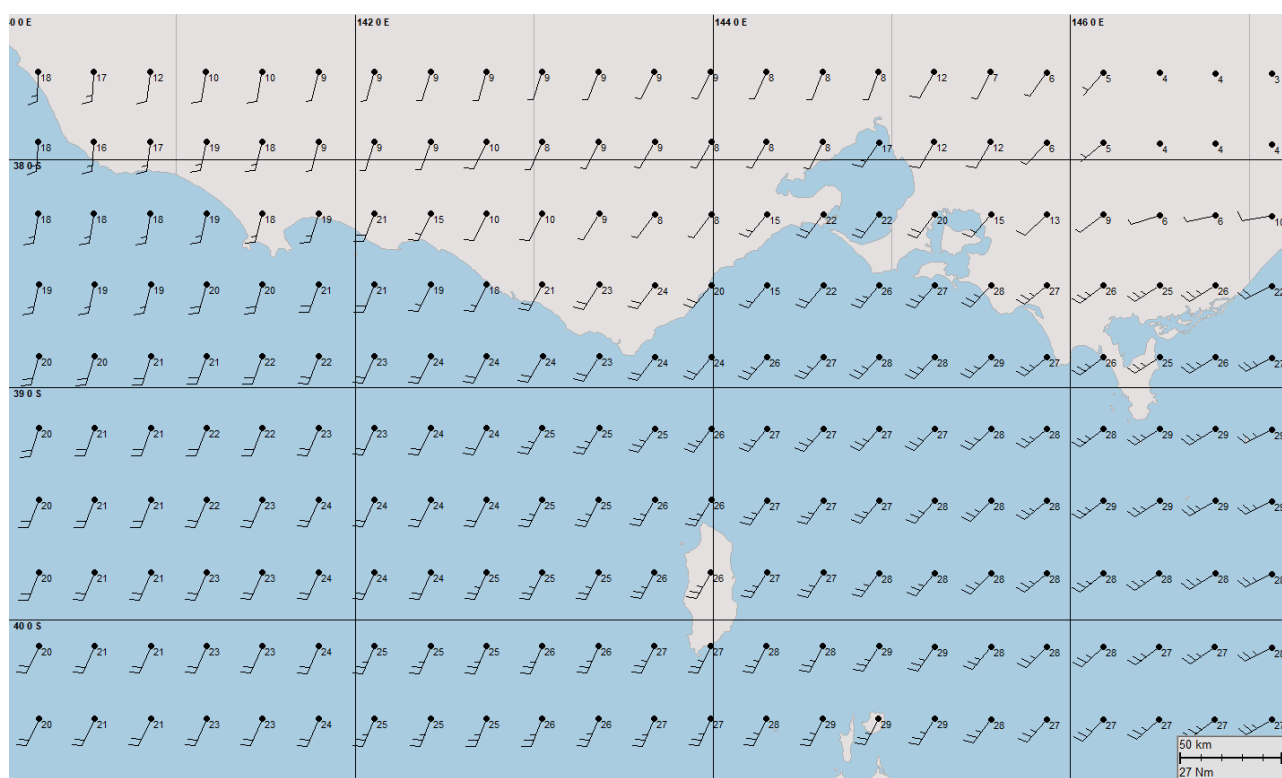 0 0 E 142 0 E 144 0 E 146 0 E
18 17 12 10 10 9 9 9 9 9 9 9 9 8 8 8 12 7 6 5 4 4 3
18 16 17 19 18 9 9 9 10 8 9 9 8 8 8 17 12 12 6 5 4 4 4
38 0 S
18 18 18 19 18 19 21 15 10 10 9 8 8 15 22 22 20 15 13 9 6 6 10
19 19 19 20 20 21 21 19 18 21 23 24 20 15 22 26 27 28 27 26 25 26 22
20 20 21 21 22 22 23 24 24 24 23 24 24 26 27 28 28 29 27 26 25 26 27
39 0 S
20 21 21 22 22 23 23 24 24 25 25 25 26 27 27 27 27 28 28 28 29 29 29
20 21 21 22 23 24 24 24 25 25 25 26 26 27 27 27 28 28 28 29 29 29 29
20 21 21 23 23 24 24 24 25 25 25 26 26 27 27 28 28 28 28 28 28 28 28
40 0 S
20 21 21 23 23 24 25 25 25 26 26 27 27 28 28 29 29 28 28 28 27 27 28
20 21 21 23 23 24 25 25 25 26 26 27 27 28 29 29 29 28 27 27 27 27 27
50 km
27 Nm